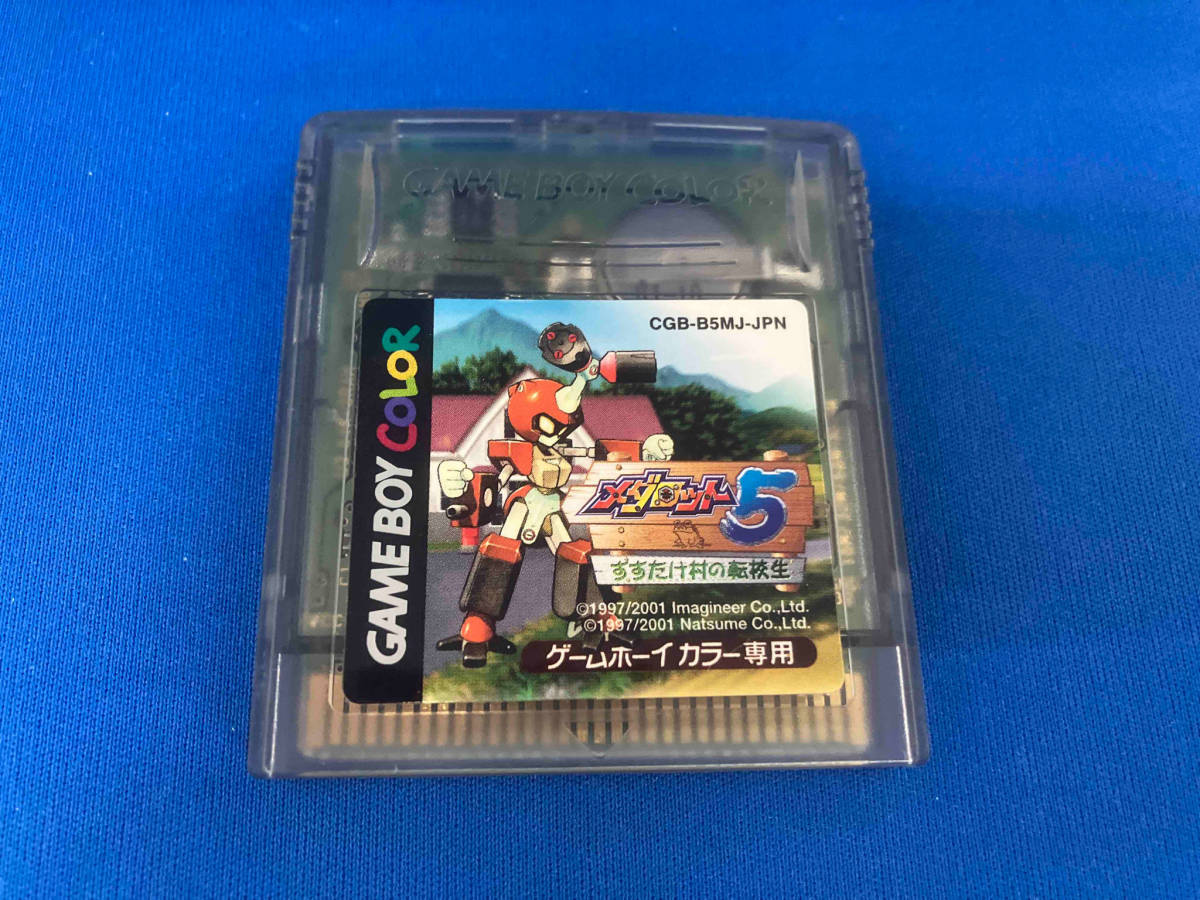 GAME BOY COLOR
GAME BOY COLOR
CGB-B5MJ-JPN
メダロット5
すすたけ村の転校生
©1997/2001 Imagineer Co.,Ltd.
©1997/2001 Natsume Co.,Ltd.
ゲームボーイカラー専用